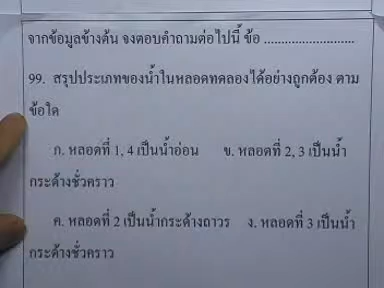 จากข้อมูลข้างต้น จงตอบคำถามต่อไปนี้ ข้อ ..........................
99. สรุปประเภทของน้ำในหลอดทดลองได้อย่างถูกต้อง ตาม
ข้อใด
ก. หลอดที่ 1, 4 เป็นน้ำอ่อน ข. หลอดที่ 2, 3 เป็นน้ำ
กระด้างชั่วคราว
ค. หลอดที่ 2 เป็นน้ำกระด้างถาวร ง. หลอดที่ 3 เป็นน้ำ
กระด้างชั่วคราว